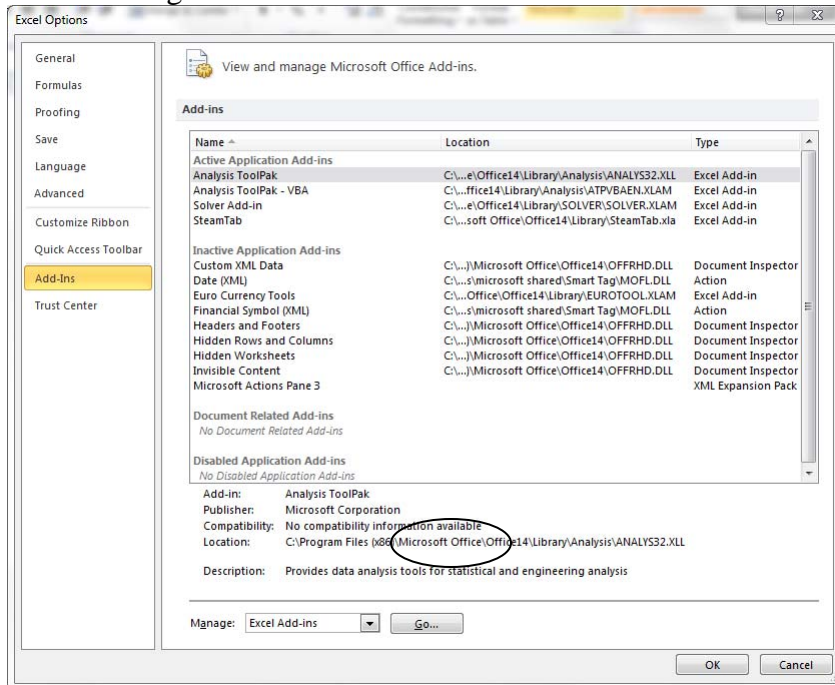 Excel Options
General
Formulas
Proofing
Save
Language
Advanced
Customize Ribbon
Quick Access Toolbar
Add-Ins
Trust Center
View and manage Microsoft Office Add-ins.
Add-ins
Name Location Type
Active Application Add-ins
Analysis ToolPak C:\...e\Office14\Library\Analysis\ANALYS32.XLL Excel Add-in
Analysis ToolPak - VBA C:\...ffice14\Library\Analysis\ATPVBAEN.XLAM Excel Add-in
Solver Add-in C:\...e\Office14\Library\SOLVER\SOLVER.XLAM Excel Add-in
SteamTab C:\...soft Office\Office14\Library\SteamTab.xla Excel Add-in
Inactive Application Add-ins
Custom XML Data C:\...)\Microsoft Office\Office14\OFFRHD.DLL Document Inspector
Date (XML) C:\...s\microsoft shared\Smart Tag\MOFL.DLL Action
Euro Currency Tools C:\...Office\Office14\Library\EUROTOOL.XLAM Excel Add-in
Financial Symbol (XML) C:\...s\microsoft shared\Smart Tag\MOFL.DLL Action
Headers and Footers C:\...)\Microsoft Office\Office14\OFFRHD.DLL Document Inspector
Hidden Rows and Columns C:\...)\Microsoft Office\Office14\OFFRHD.DLL Document Inspector
Hidden Worksheets C:\...)\Microsoft Office\Office14\OFFRHD.DLL Document Inspector
Invisible Content C:\...)\Microsoft Office\Office14\OFFRHD.DLL Document Inspector
Microsoft Actions Pane 3 XML Expansion Pack
Document Related Add-ins
No Document Related Add-ins
Disabled Application Add-ins
No Disabled Application Add-ins
Add-in: Analysis ToolPak
Publisher: Microsoft Corporation
Compatibility: No compatibility information available
Location: C:\Program Files (x86)\Microsoft Office\Office14\Library\Analysis\ANALYS32.XLL
Description: Provides data analysis tools for statistical and engineering analysis
Manage: Excel Add-ins Go...
OK Cancel